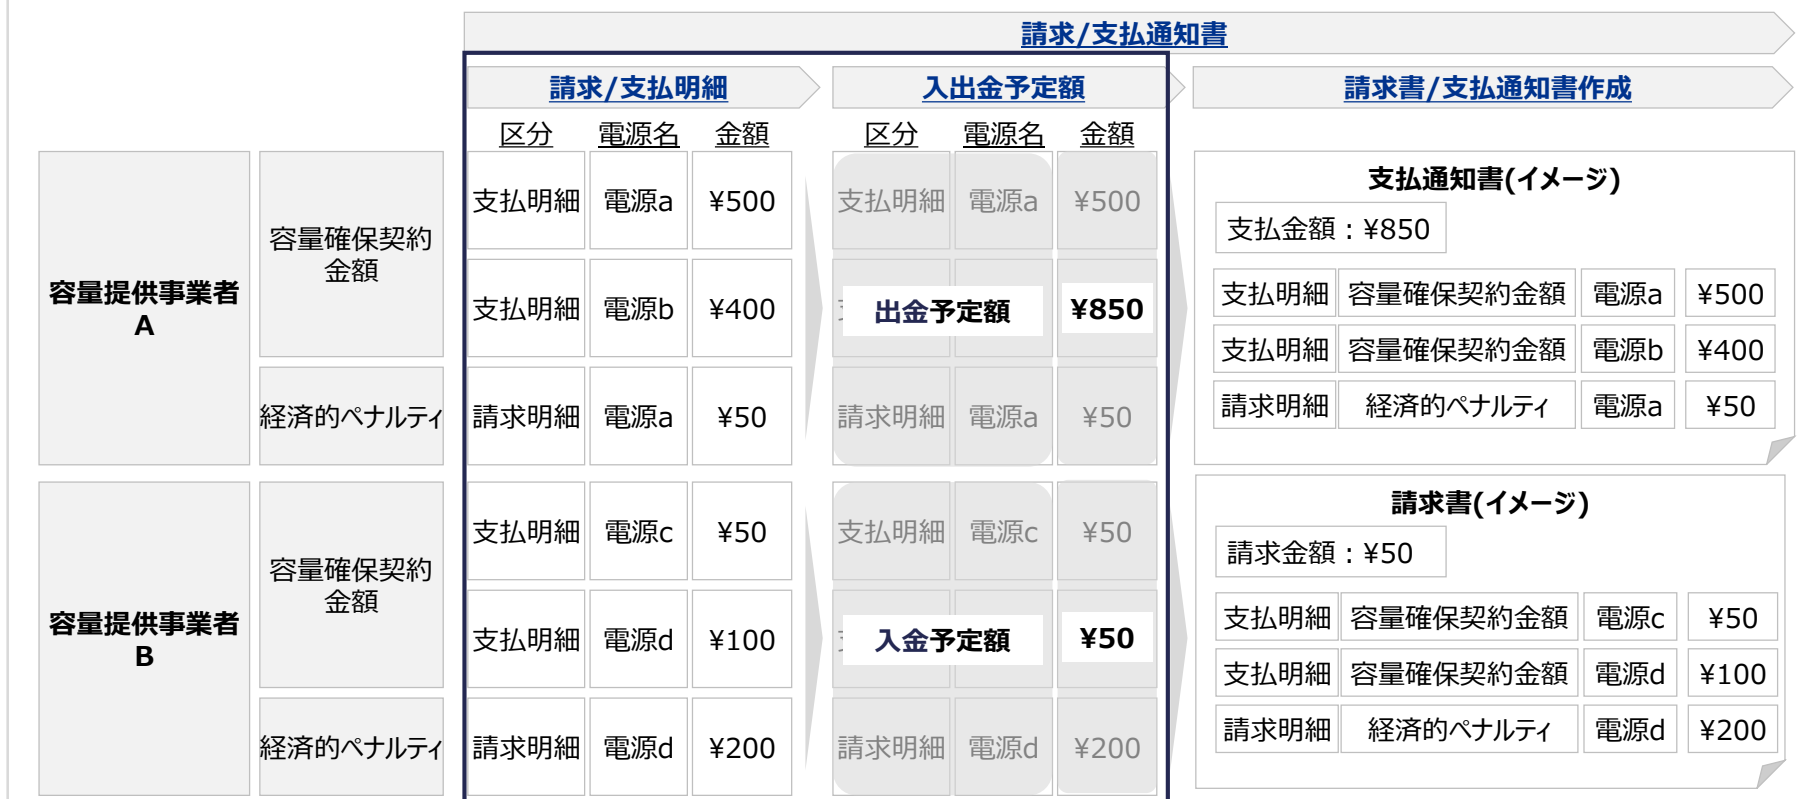 請求/支払通知書
請求/支払明細
入出金予定額
請求書/支払通知書作成
区分 電源名 金額
区分 電源名 金額
容量提供事業者
A
容量確保契約
金額
経済的ペナルティ
支払明細 電源a ¥500
支払明細 電源b ¥400
請求明細 電源a ¥50
支払明細 電源a ¥500
出金予定額 ¥850
請求明細 電源a ¥50
支払通知書(イメージ)
支払金額：¥850
支払明細 容量確保契約金額 電源a ¥500
支払明細 容量確保契約金額 電源b ¥400
請求明細 経済的ペナルティ 電源a ¥50
容量提供事業者
B
容量確保契約
金額
経済的ペナルティ
支払明細 電源c ¥50
支払明細 電源d ¥100
請求明細 電源d ¥200
支払明細 電源c ¥50
入金予定額 ¥50
請求明細 電源d ¥200
請求書(イメージ)
請求金額：¥50
支払明細 容量確保契約金額 電源c ¥50
支払明細 容量確保契約金額 電源d ¥100
請求明細 経済的ペナルティ 電源d ¥200